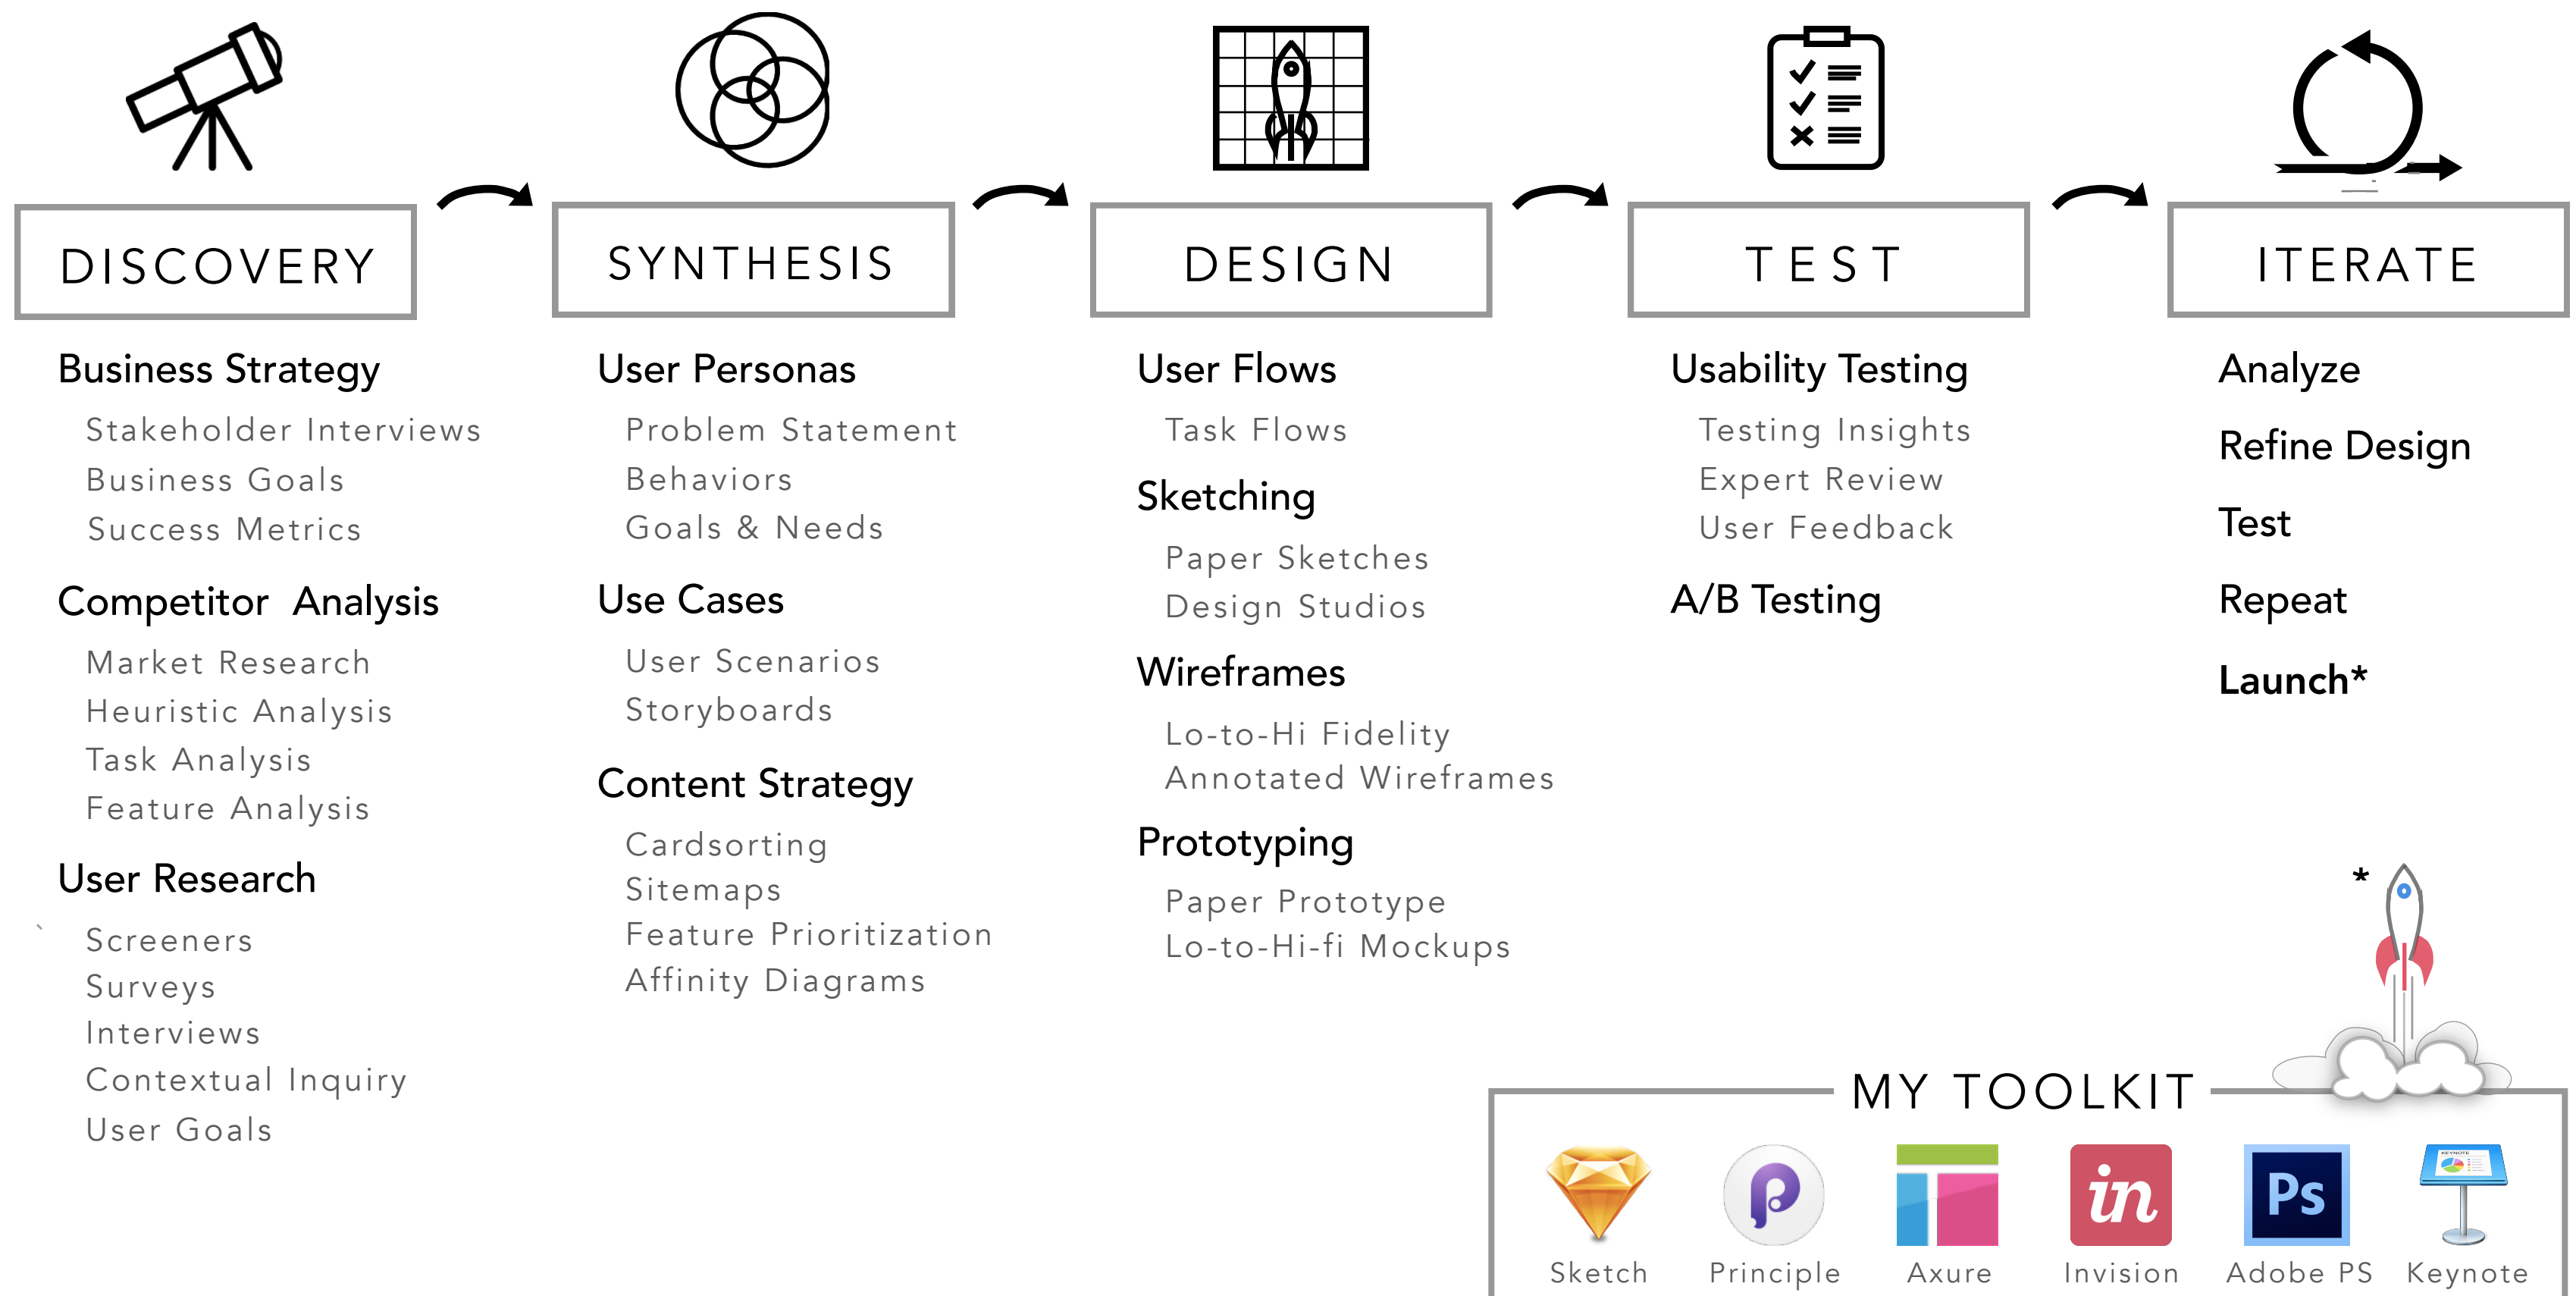 DISCOVERY
Business Strategy
Stakeholder Interviews
Business Goals
Success Metrics
Competitor Analysis
Market Research
Heuristic Analysis
Task Analysis
Feature Analysis
User Research
Screeners
Surveys
Interviews
Contextual Inquiry
User Goals
SYNTHESIS
User Personas
Problem Statement
Behaviors
Goals & Needs
Use Cases
User Scenarios
Storyboards
Content Strategy
Cardsorting
Sitemaps
Feature Prioritization
Affinity Diagrams
DESIGN
User Flows
Task Flows
Sketching
Paper Sketches
Design Studios
Wireframes
Lo-to-Hi Fidelity
Annotated Wireframes
Prototyping
Paper Prototype
Lo-to-Hi-fi Mockups
TEST
Usability Testing
Testing Insights
Expert Review
User Feedback
A/B Testing
ITERATE
Analyze
Refine Design
Test
Repeat
Launch*
*
MY TOOLKIT
in
Ps
KEYNOTE
Sketch
Principle
Axure
Invision
Adobe PS
Keynote